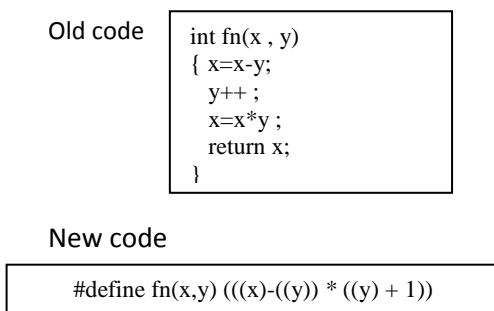 Old code
int fn(x , y)
{ x=x-y;
y++ ;
x=x*y ;
return x;
}
New code
#define fn(x,y) (((x)-((y)) * ((y) + 1))